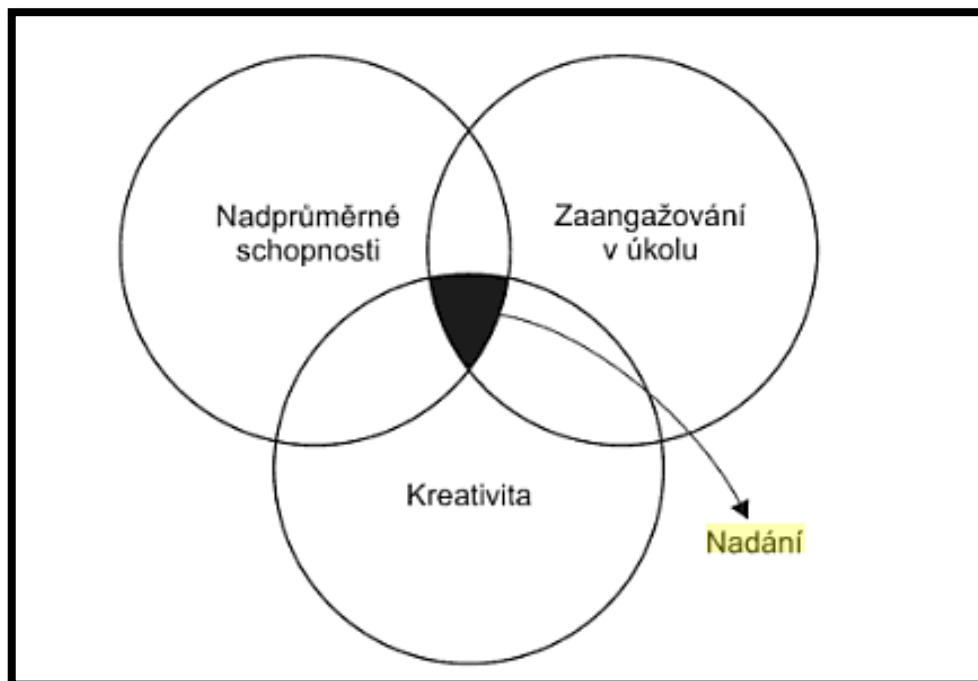 Nadprůměrné
schopnosti
Zaangažování
v úkolu
Kreativita
Nadání